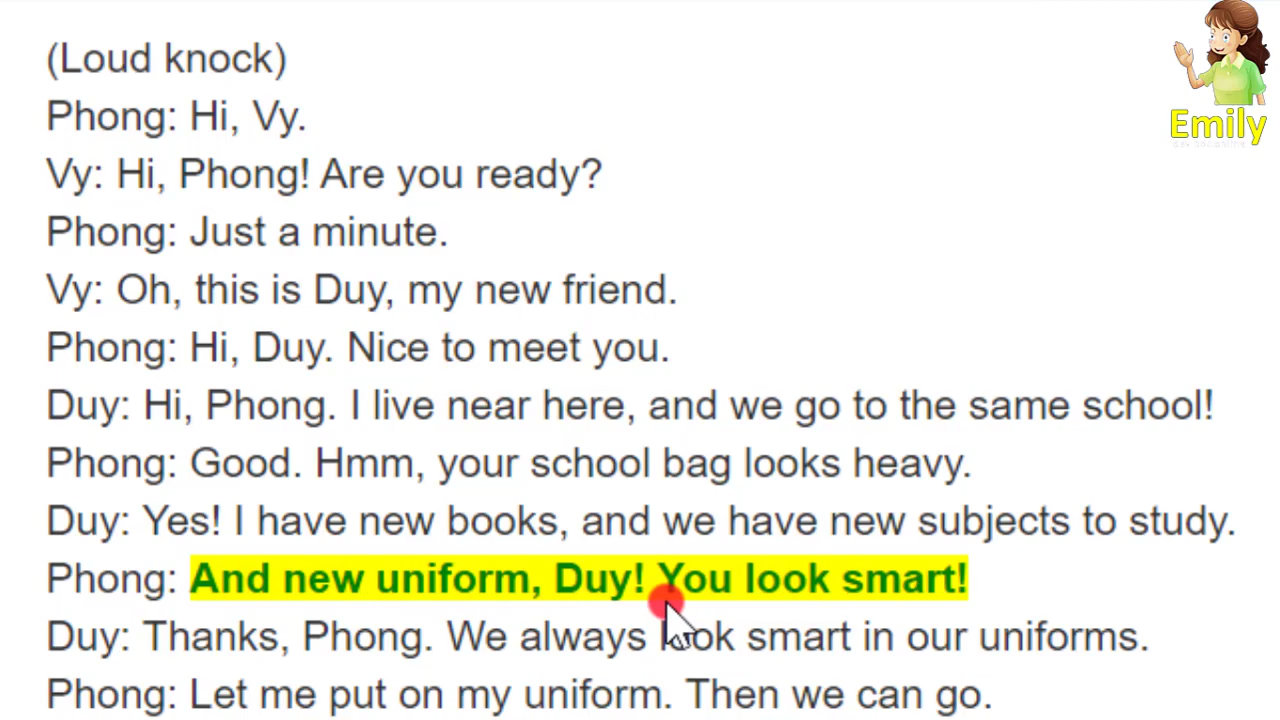 (Loud knock)
Phong: Hi, Vy.
Vy: Hi, Phong! Are you ready?
Phong: Just a minute.
Vy: Oh, this is Duy, my new friend.
Phong: Hi, Duy. Nice to meet you.
Duy: Hi, Phong. I live near here, and we go to the same school!
Phong: Good. Hmm, your school bag looks heavy.
Duy: Yes! I have new books, and we have new subjects to study.
Phong: And new uniform, Duy! You look smart!
Duy: Thanks, Phong. We always look smart in our uniforms.
Phong: Let me put on my uniform. Then we can go.
Emily